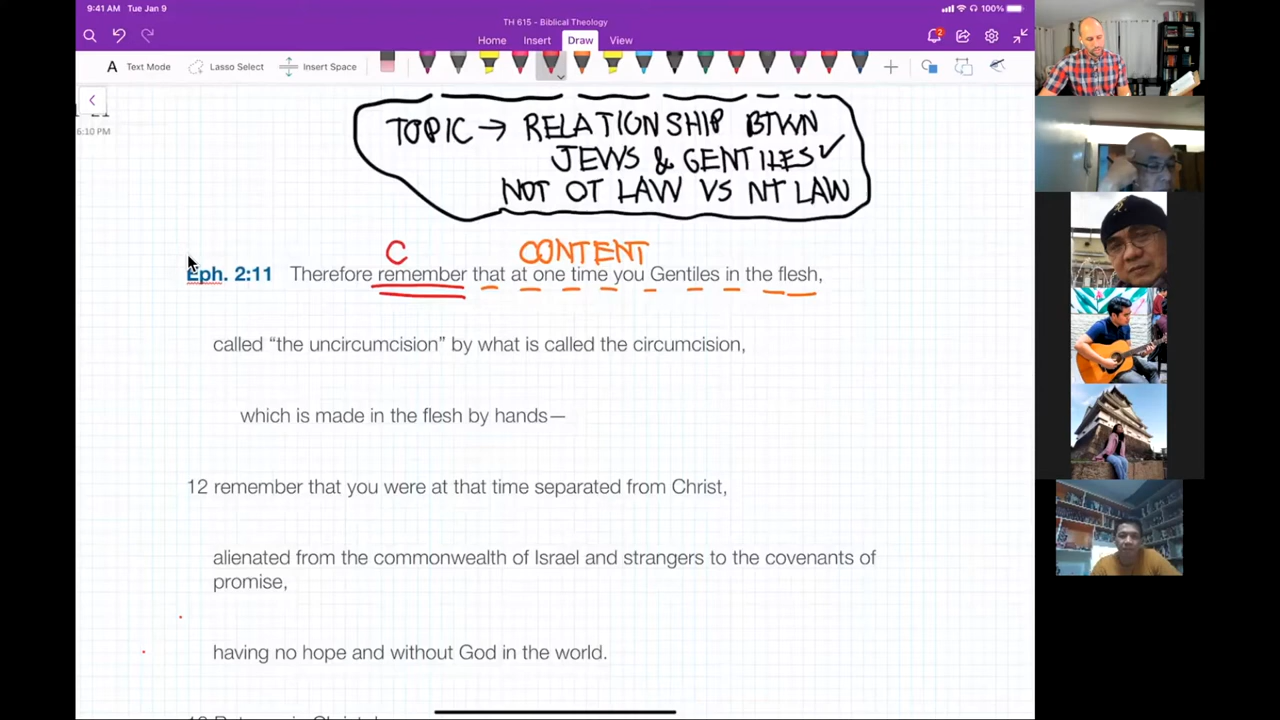 9:41 AM Tue Jan 9
100%
TH 615 - Biblical Theology
Home Insert Draw View
2
A Text Mode Lasso Select Insert Space
6:10 PM
TOPIC → RELATIONSHIP BTWN
JEWS & GENTILES ✓
NOT OT LAW VS NT LAW
C CONTENT
Eph. 2:11 Therefore remember that at one time you Gentiles in the flesh,
called “the uncircumcision” by what is called the circumcision,
which is made in the flesh by hands—
12 remember that you were at that time separated from Christ,
alienated from the commonwealth of Israel and strangers to the covenants of
promise,
having no hope and without God in the world.